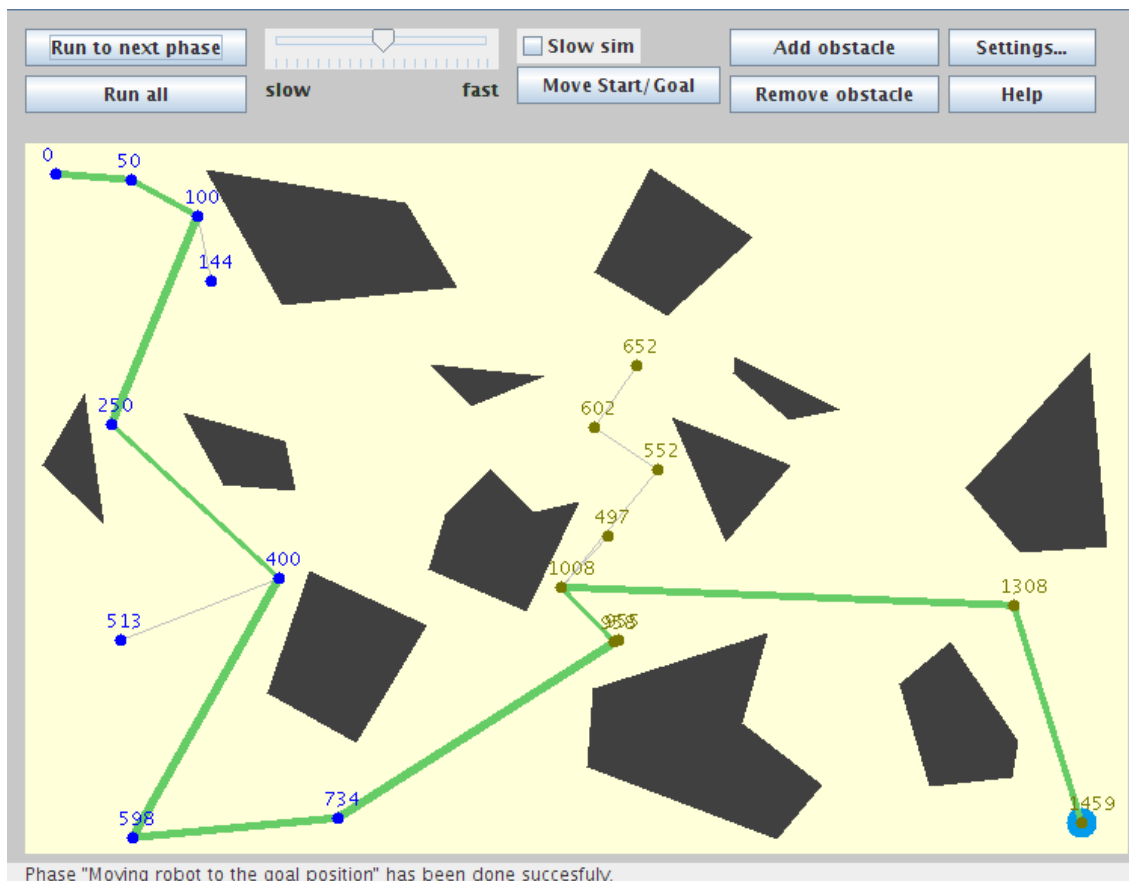 Run to next phase
Slow sim
Add obstacle
Settings...
Run all
slow
fast
Move Start/Goal
Remove obstacle
Help
0
50
100
144
652
250
602
552
497
400
1008
1308
513
955
734
598
1459
Phase "Moving robot to the goal position" has been done succesfuly.